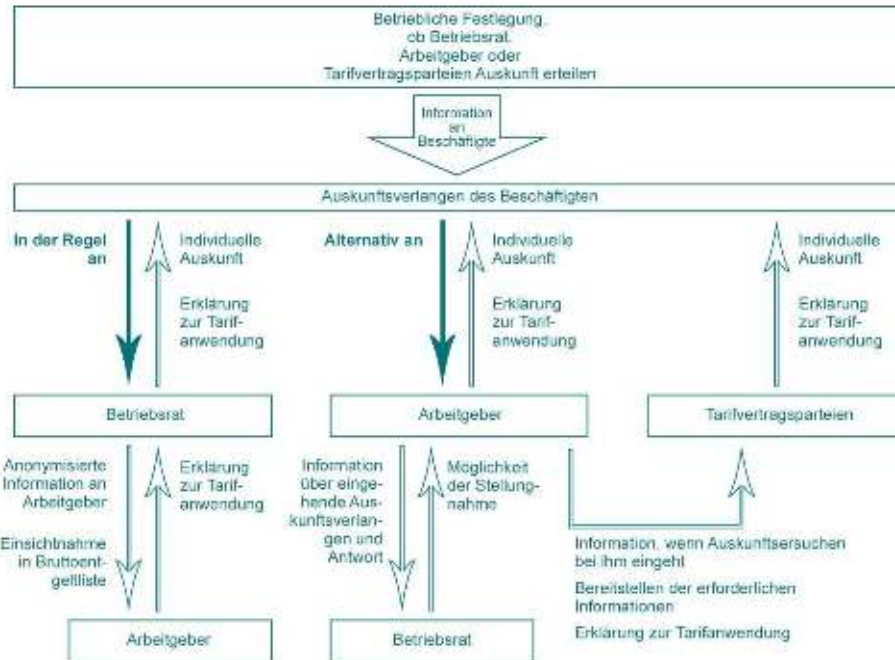 Betriebliche Festlegung,
ob Betriebsrat,
Arbeitgeber oder
Tarifvertragsparteien Auskunft erteilen
Information
an
Beschäftigte
Auskunftsverlangen des Beschäftigten
In der Regel
an
Individuelle
Auskunft
Erklärung
zur Tarif-
anwendung
Alternativ an
Individuelle
Auskunft
Erklärung
zur Tarif-
anwendung
Individuelle
Auskunft
Erklärung
zur Tarif-
anwendung
Betriebsrat
Arbeitgeber
Tarifvertragsparteien
Anonymisierte
Information an
Arbeitgeber
Einsichtnahme
in Bruttoent-
geltliste
Erklärung
zur Tarif-
anwendung
Information
über einge-
hende Aus-
kunftsverlan-
gen und
Antwort
Möglichkeit
der Stellung-
nahme
Information, wenn Auskunftsersuchen
bei ihm eingeht
Bereitstellen der erforderlichen
Informationen
Erklärung zur Tarifanwendung
Arbeitgeber
Betriebsrat